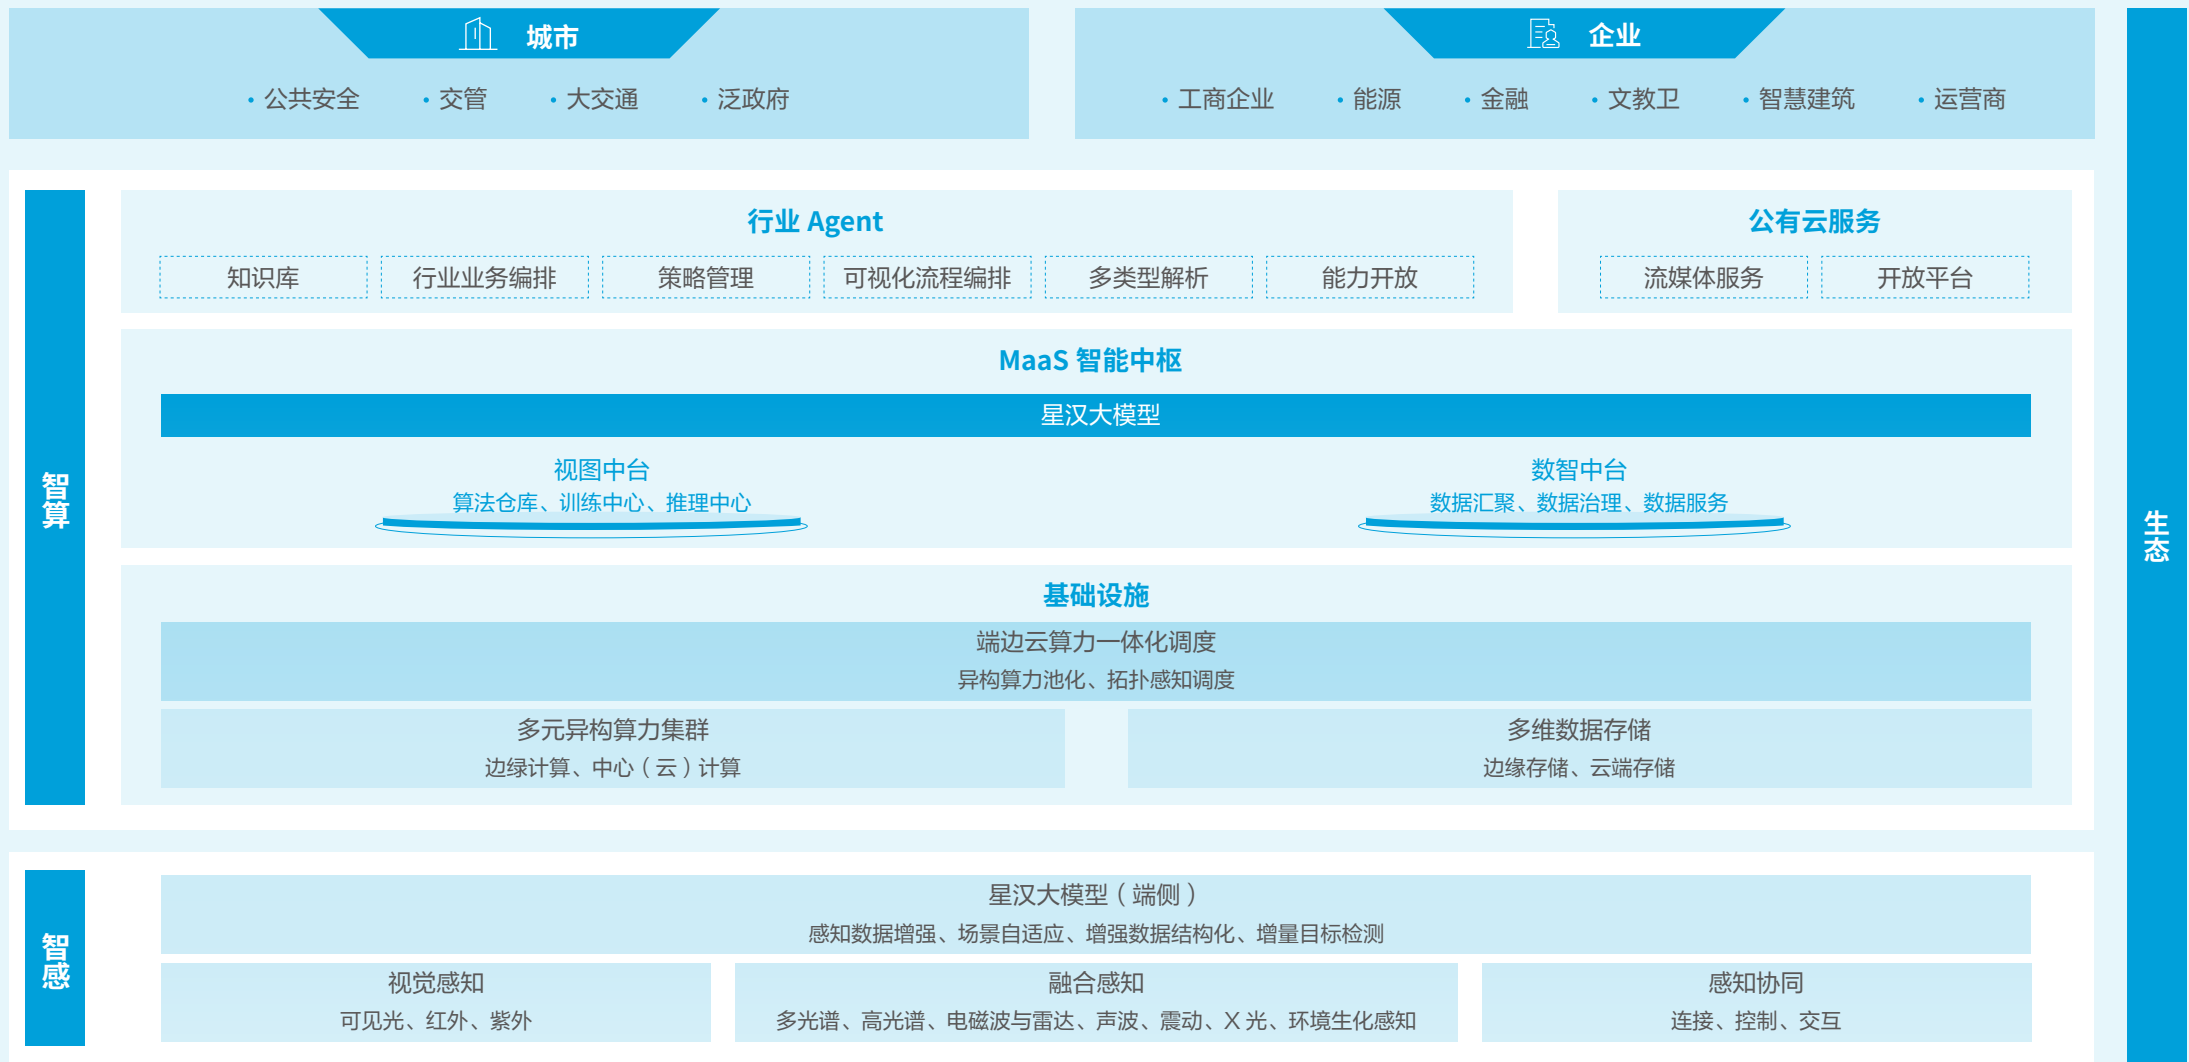 城市
· 公共安全 · 交管 · 大交通 · 泛政府
企业
· 工商企业 · 能源 · 金融 · 文教卫 · 智慧建筑 · 运营商
智算
行业 Agent
知识库 行业业务编排 策略管理 可视化流程编排 多类型解析 能力开放
公有云服务
流媒体服务 开放平台
MaaS 智能中枢
星汉大模型
视图中台
算法仓库、训练中心、推理中心
数智中台
数据汇聚、数据治理、数据服务
基础设施
端边云算力一体化调度
异构算力池化、拓扑感知调度
多元异构算力集群
边绿计算、中心（云）计算
多维数据存储
边缘存储、云端存储
智感
星汉大模型（端侧）
感知数据增强、场景自适应、增强数据结构化、增量目标检测
视觉感知
可见光、红外、紫外
融合感知
多光谱、高光谱、电磁波与雷达、声波、震动、X 光、环境生化感知
感知协同
连接、控制、交互
生态